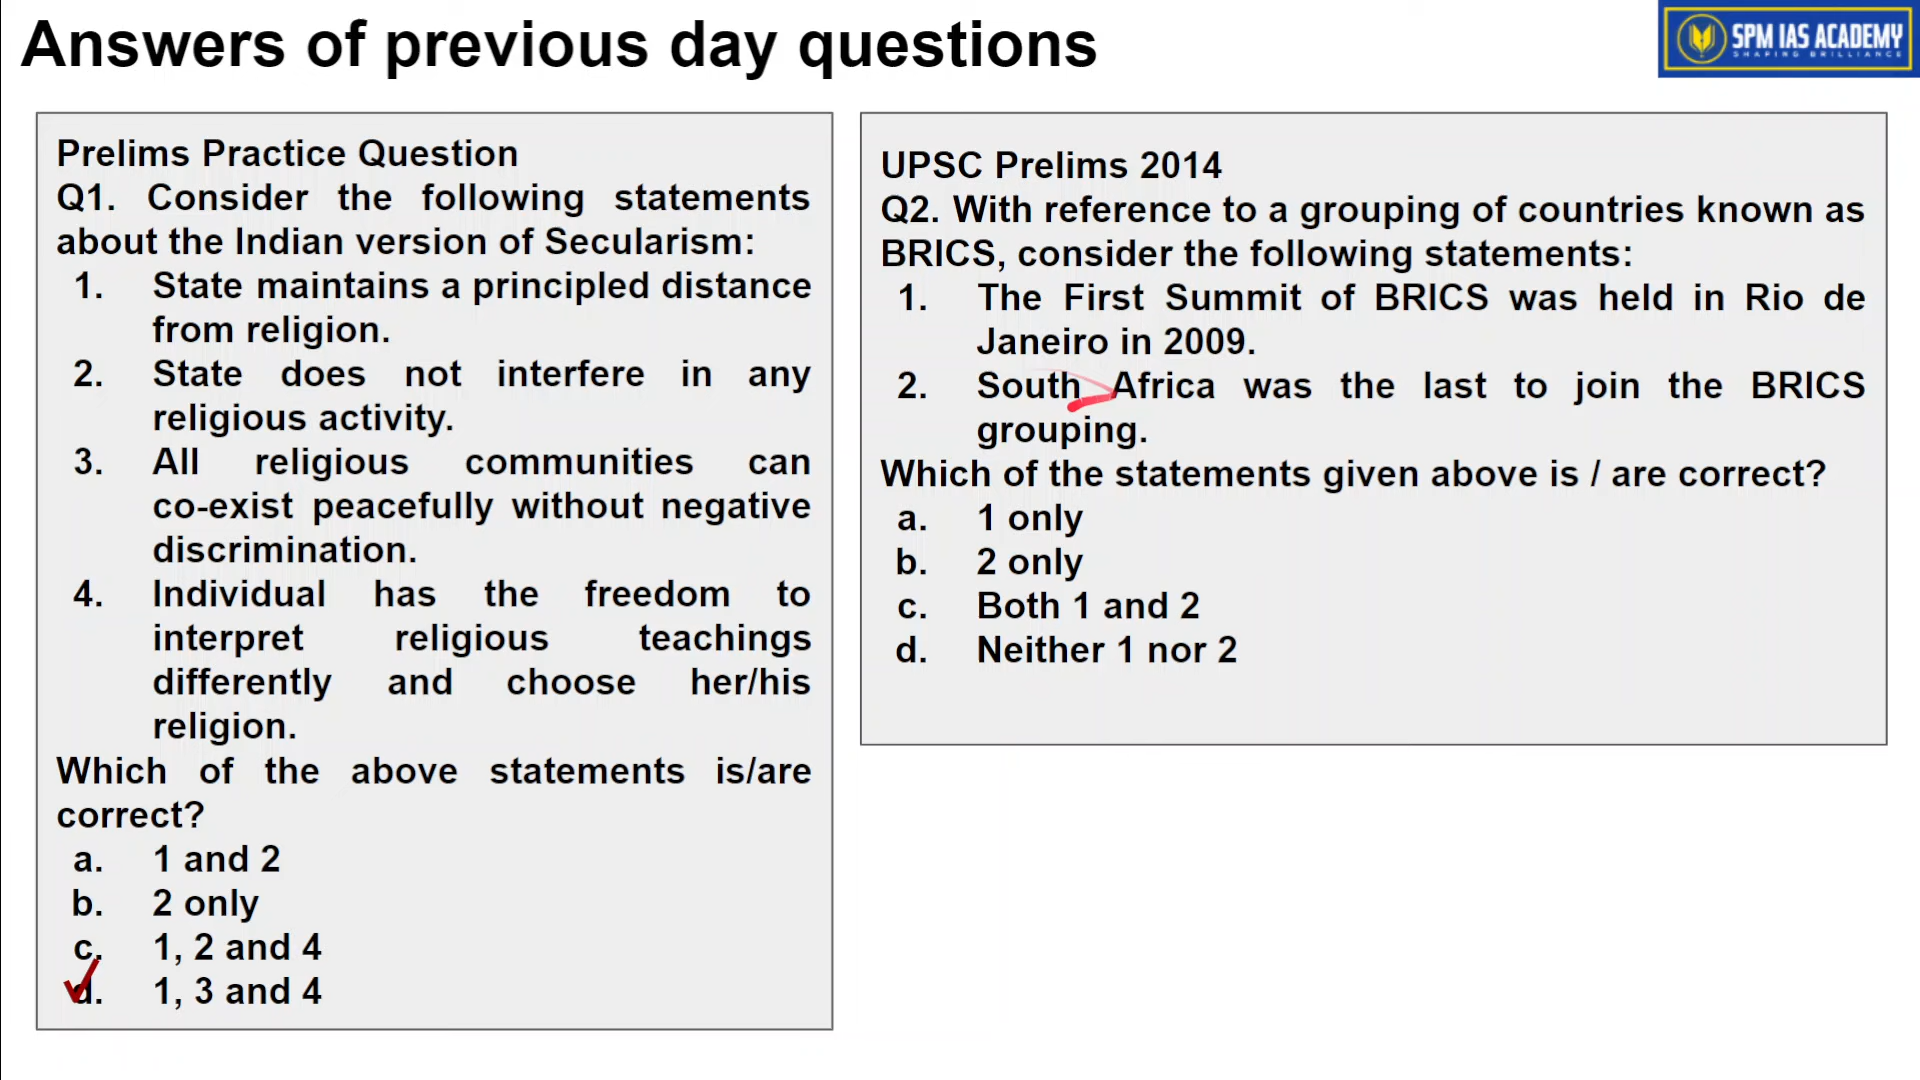 Answers of previous day questions
SPM IAS ACADEMY
SHAPING BRILLIANCE
Prelims Practice Question
Q1. Consider the following statements
about the Indian version of Secularism:
1. State maintains a principled distance
from religion.
2. State does not interfere in any
religious activity.
3. All religious communities can
co-exist peacefully without negative
discrimination.
4. Individual has the freedom to
interpret religious teachings
differently and choose her/his
religion.
Which of the above statements is/are
correct?
a. 1 and 2
b. 2 only
c. 1, 2 and 4
d. 1, 3 and 4
UPSC Prelims 2014
Q2. With reference to a grouping of countries known as
BRICS, consider the following statements:
1. The First Summit of BRICS was held in Rio de
Janeiro in 2009.
2. South Africa was the last to join the BRICS
grouping.
Which of the statements given above is / are correct?
a. 1 only
b. 2 only
c. Both 1 and 2
d. Neither 1 nor 2